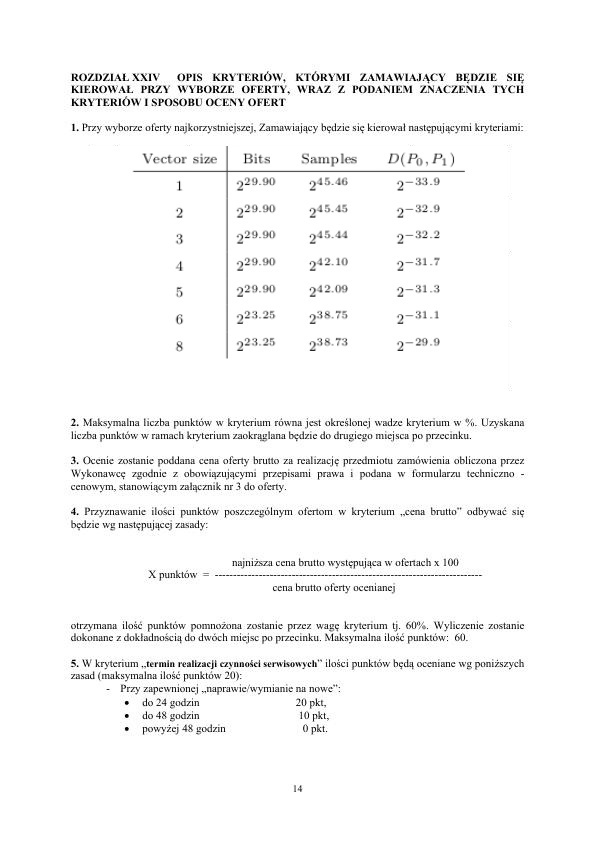 ROZDZIAŁ XXIV OPIS KRYTERIÓW, KTÓRYMI ZAMAWIAJĄCY BĘDZIE SIĘ
KIEROWAŁ PRZY WYBORZE OFERTY, WRAZ Z PODANIEM ZNACZENIA TYCH
KRYTERIÓW I SPOSOBU OCENY OFERT
1. Przy wyborze oferty najkorzystniejszej, Zamawiający będzie się kierował następującymi kryteriami:
Vector size Bits Samples D(P₀, P₁)
1 2^29.90 2^45.46 2^−33.9
2 2^29.90 2^45.45 2^−32.9
3 2^29.90 2^45.44 2^−32.2
4 2^29.90 2^42.10 2^−31.7
5 2^29.90 2^42.09 2^−31.3
6 2^23.25 2^38.75 2^−31.1
8 2^23.25 2^38.73 2^−29.9
2. Maksymalna liczba punktów w kryterium równa jest określonej wadze kryterium w %. Uzyskana
liczba punktów w ramach kryterium zaokrąglana będzie do drugiego miejsca po przecinku.
3. Ocenie zostanie poddana cena oferty brutto za realizację przedmiotu zamówienia obliczona przez
Wykonawcę zgodnie z obowiązującymi przepisami prawa i podana w formularzu techniczno -
cenowym, stanowiącym załącznik nr 3 do oferty.
4. Przyznawanie ilości punktów poszczególnym ofertom w kryterium „cena brutto” odbywać się
będzie wg następującej zasady:
najniższa cena brutto występująca w ofertach x 100
X punktów = ---------------------------------------------------------------------------
cena brutto oferty ocenianej
otrzymana ilość punktów pomnożona zostanie przez wagę kryterium tj. 60%. Wyliczenie zostanie
dokonane z dokładnością do dwóch miejsc po przecinku. Maksymalna ilość punktów: 60.
5. W kryterium „termin realizacji czynności serwisowych” ilości punktów będą oceniane wg poniższych
zasad (maksymalna ilość punktów 20):
- Przy zapewnionej „naprawie/wymianie na nowe”:
• do 24 godzin 20 pkt,
• do 48 godzin 10 pkt,
• powyżej 48 godzin 0 pkt.
14